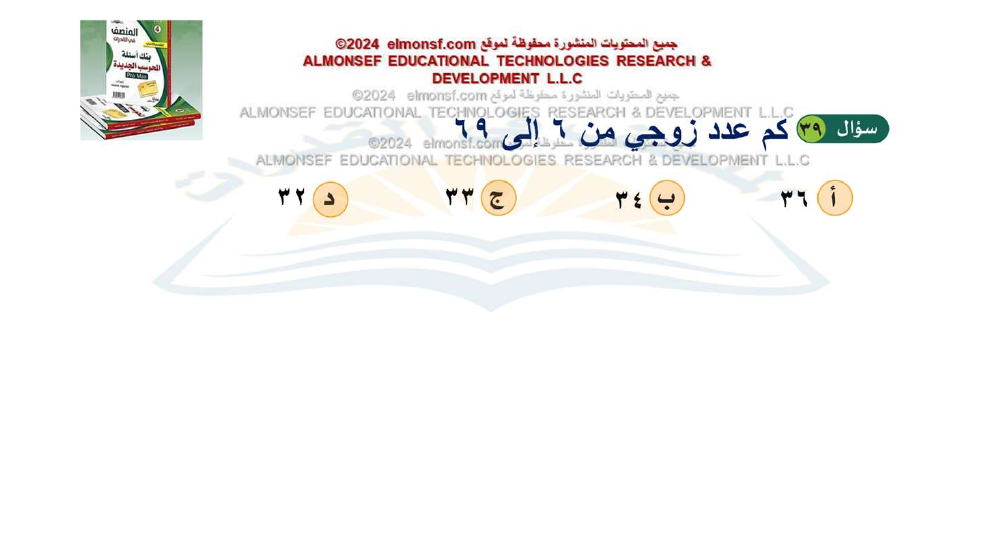 جميع المحتويات المنشورة محفوظة لموقع elmonsf.com ©2024
ALMONSEF EDUCATIONAL TECHNOLOGIES RESEARCH &
DEVELOPMENT L.L.C
جميع المحتويات المنشورة محفوظة لموقع elmonsf.com ©2024
ALMONSEF EDUCATIONAL TECHNOLOGIES RESEARCH & DEVELOPMENT L.L.C
سؤال ٣٩ كم عدد زوجي من ٦ إلى ٦٩
جميع المحتويات المنشورة محفوظة لموقع elmonsf.com ©2024
ALMONSEF EDUCATIONAL TECHNOLOGIES RESEARCH & DEVELOPMENT L.L.C
أ ٣٦ ب ٣٤ ج ٣٣ د ٣٢
4
المنصف
في القدرات
بنك أسئلة
المحوسب الجديدة